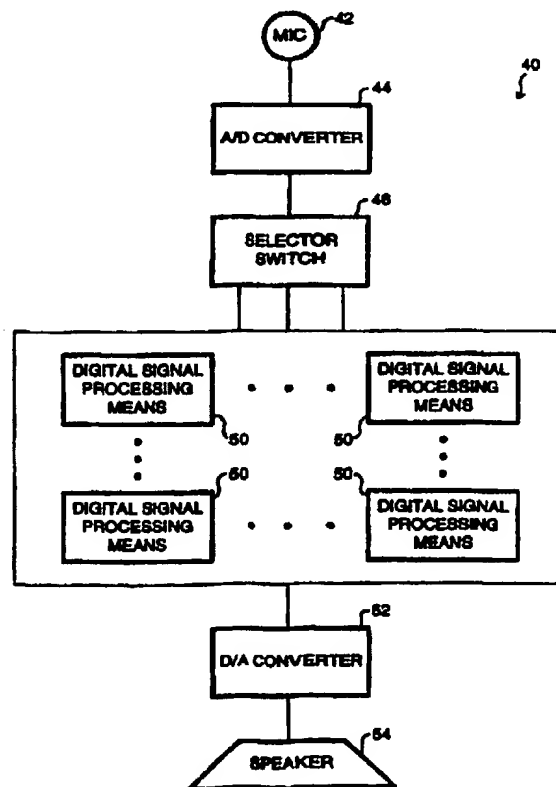 MIC
42
40
44
A/D CONVERTER
46
SELECTOR
SWITCH
DIGITAL SIGNAL
PROCESSING
MEANS
50
DIGITAL SIGNAL
PROCESSING
MEANS
50
DIGITAL SIGNAL
PROCESSING
MEANS
50
DIGITAL SIGNAL
PROCESSING
MEANS
50
52
D/A CONVERTER
54
SPEAKER